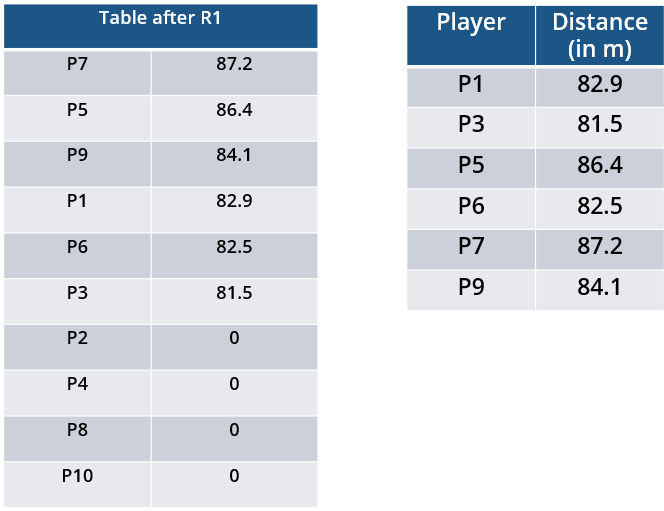 Table after R1
P7 87.2
P5 86.4
P9 84.1
P1 82.9
P6 82.5
P3 81.5
P2 0
P4 0
P8 0
P10 0
Player Distance
(in m)
P1 82.9
P3 81.5
P5 86.4
P6 82.5
P7 87.2
P9 84.1